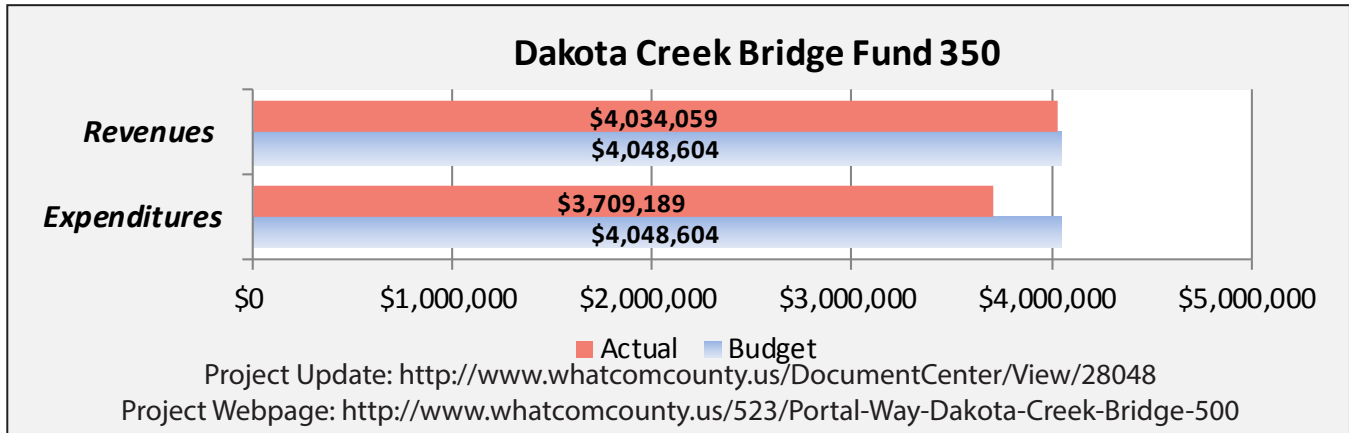 Dakota Creek Bridge Fund 350
Revenues
$4,034,059
$4,048,604
Expenditures
$3,709,189
$4,048,604
$0 $1,000,000 $2,000,000 $3,000,000 $4,000,000 $5,000,000
Actual Budget
Project Update: http://www.whatcomcounty.us/DocumentCenter/View/28048
Project Webpage: http://www.whatcomcounty.us/523/Portal-Way-Dakota-Creek-Bridge-500